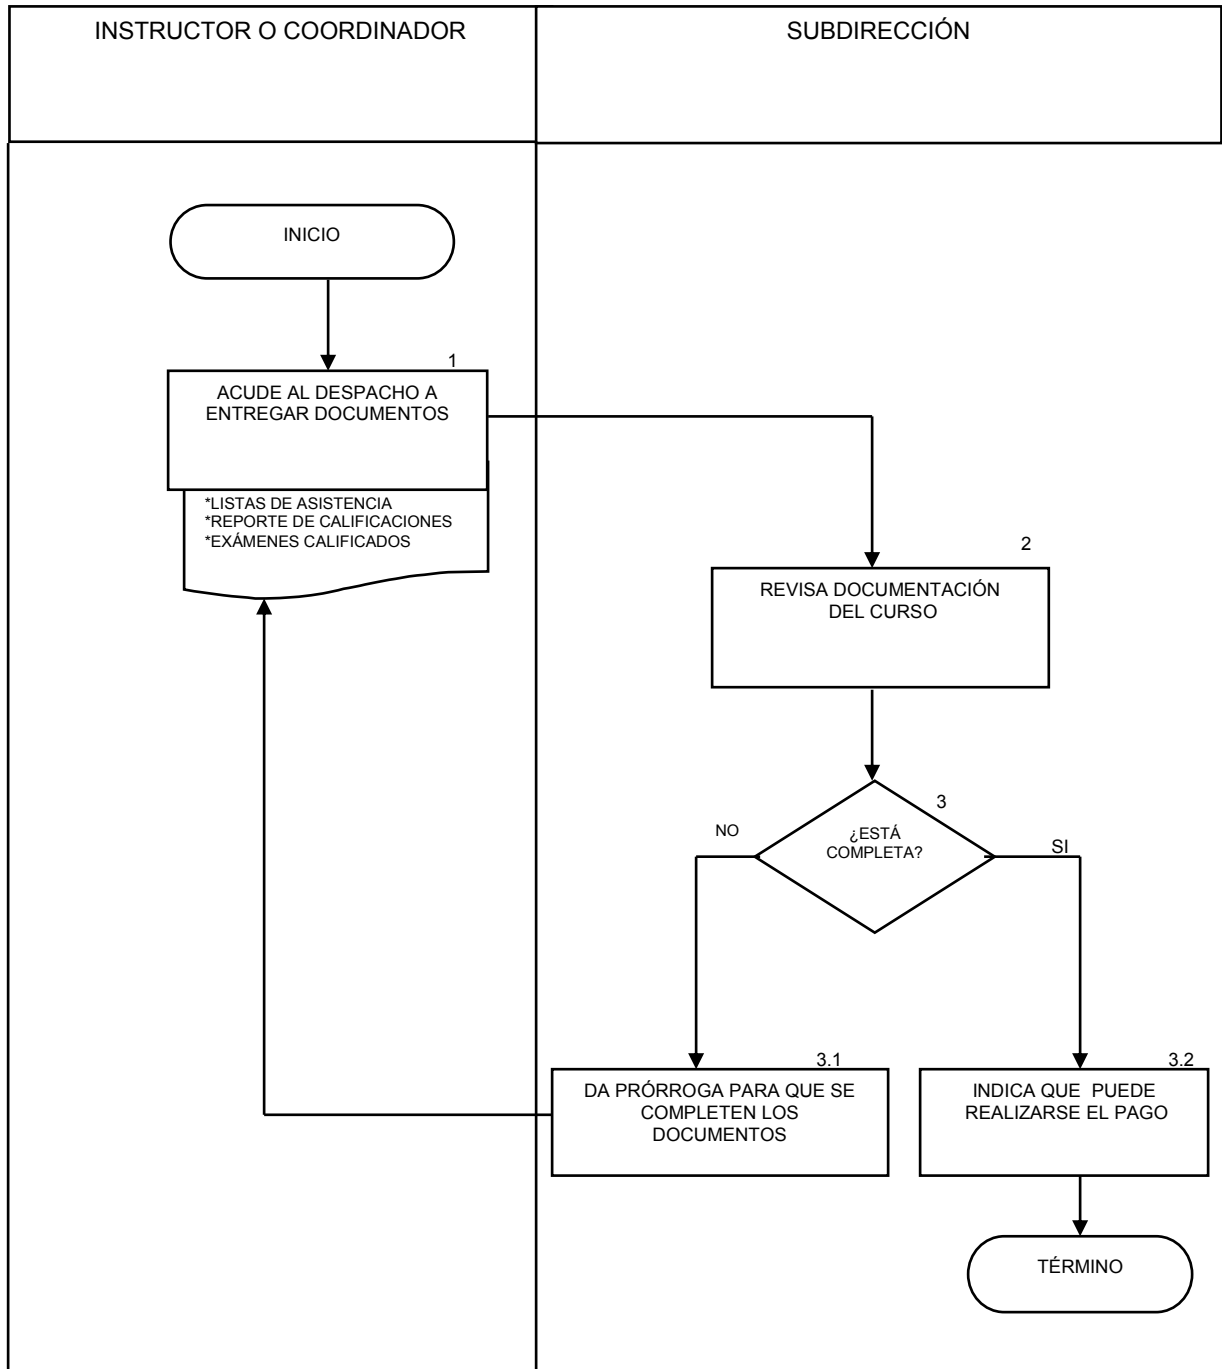 INSTRUCTOR O COORDINADOR
SUBDIRECCIÓN
INICIO
1
ACUDE AL DESPACHO A
ENTREGAR DOCUMENTOS
*LISTAS DE ASISTENCIA
*REPORTE DE CALIFICACIONES
*EXÁMENES CALIFICADOS
2
REVISA DOCUMENTACIÓN
DEL CURSO
3
¿ESTÁ
COMPLETA?
NO
SI
3.1
DA PRÓRROGA PARA QUE SE
COMPLETEN LOS
DOCUMENTOS
3.2
INDICA QUE  PUEDE
REALIZARSE EL PAGO
TÉRMINO